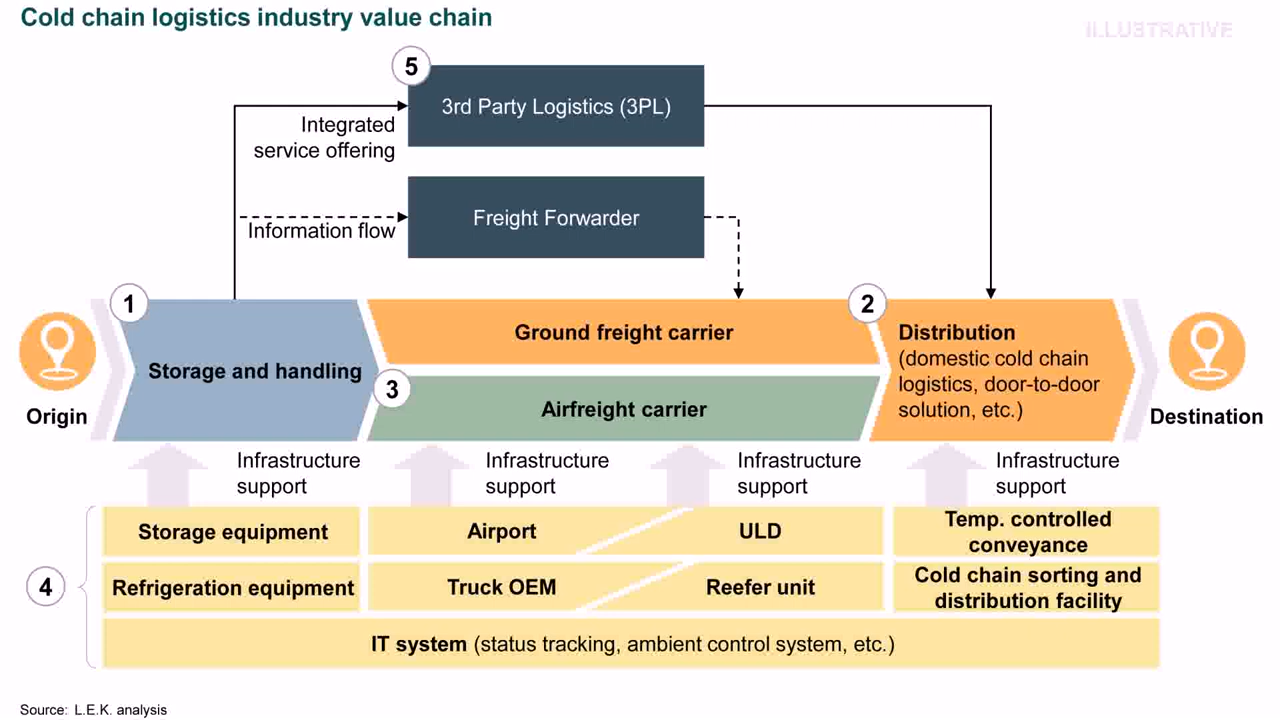 Cold chain logistics industry value chain
ILLUSTRATIVE
5
3rd Party Logistics (3PL)
Integrated
service offering
Freight Forwarder
Information flow
1
2
Ground freight carrier
Distribution
(domestic cold chain
logistics, door-to-door
solution, etc.)
Storage and handling
3
Airfreight carrier
Origin
Destination
Infrastructure
support
Infrastructure
support
Infrastructure
support
Infrastructure
support
Storage equipment
Airport
ULD
Temp. controlled
conveyance
4
Refrigeration equipment
Truck OEM
Reefer unit
Cold chain sorting and
distribution facility
IT system (status tracking, ambient control system, etc.)
Source: L.E.K. analysis